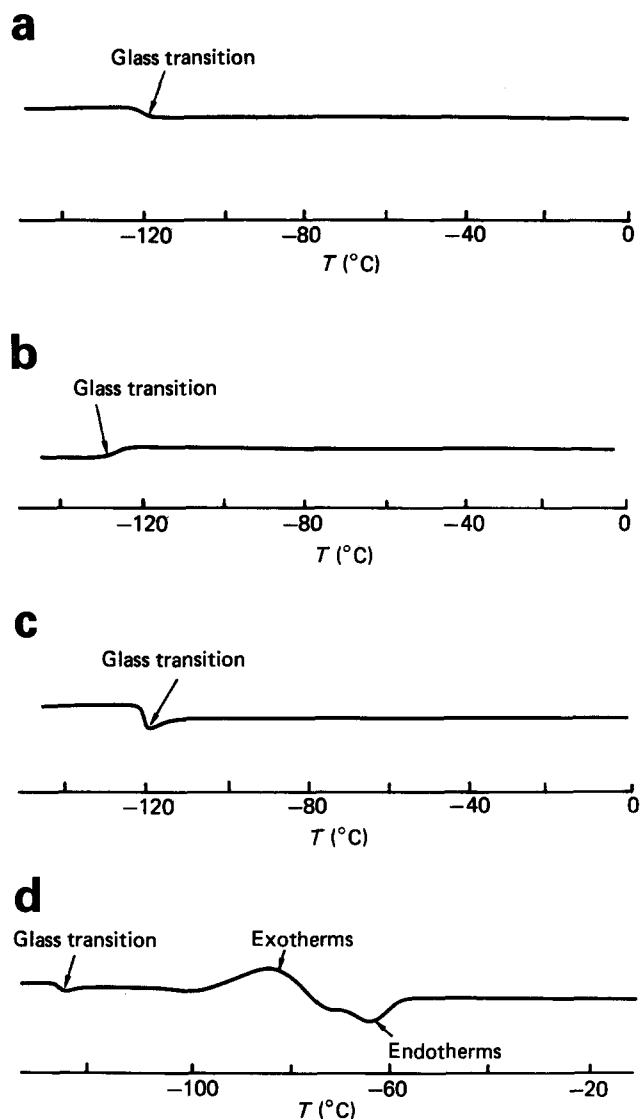 a
Glass transition
−120 −80 −40 0
T (°C)
b
Glass transition
−120 −80 −40 0
T (°C)
c
Glass transition
−120 −80 −40 0
T (°C)
d
Glass transition Exotherms
Endotherms
−100 −60 −20
T (°C)